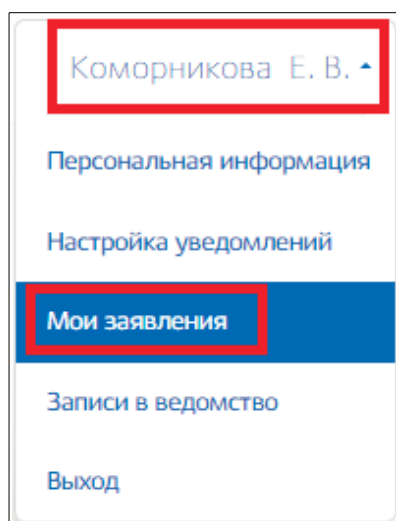 Коморникова Е. В.
Персональная информация
Настройка уведомлений
Мои заявления
Записи в ведомство
Выход